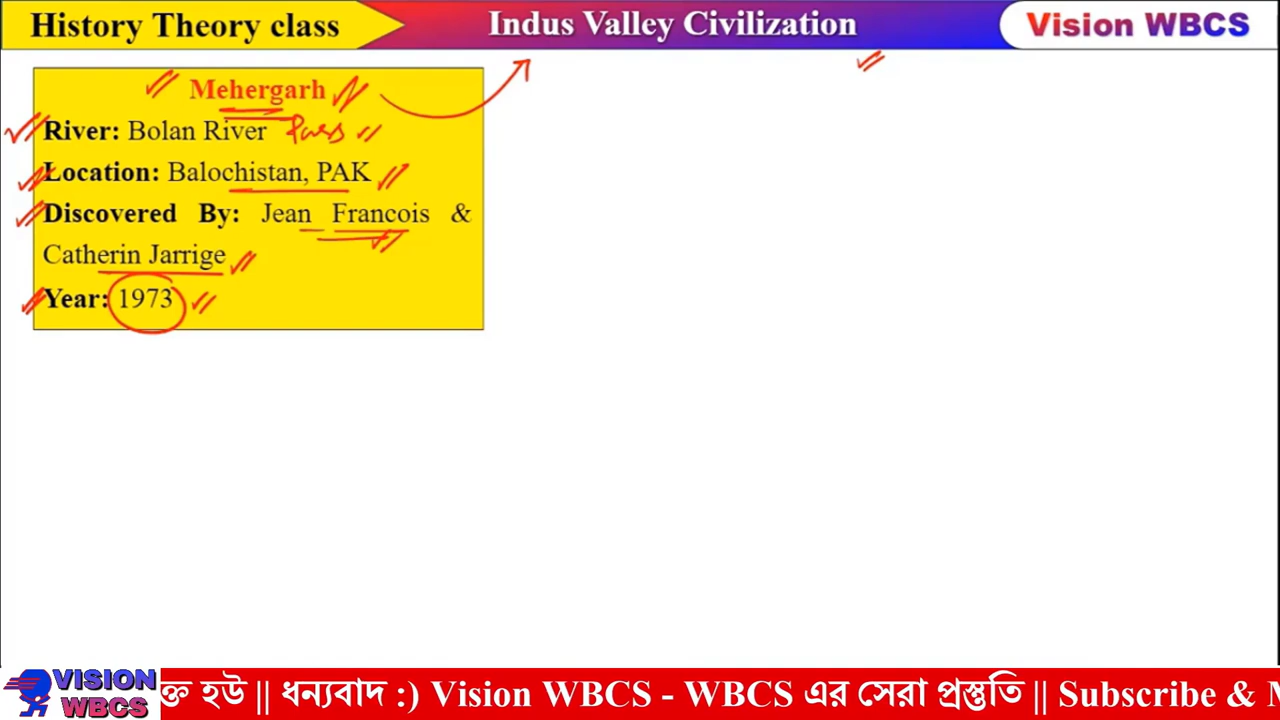 History Theory class
Indus Valley Civilization
Vision WBCS
Mehergarh
River: Bolan River Pass
Location: Balochistan, PAK
Discovered By: Jean Francois &
Catherin Jarrige
Year: 1973
VISION
WBCS
ক্ত হউ || ধন্যবাদ :) Vision WBCS - WBCS এর সেরা প্রস্তুতি || Subscribe &